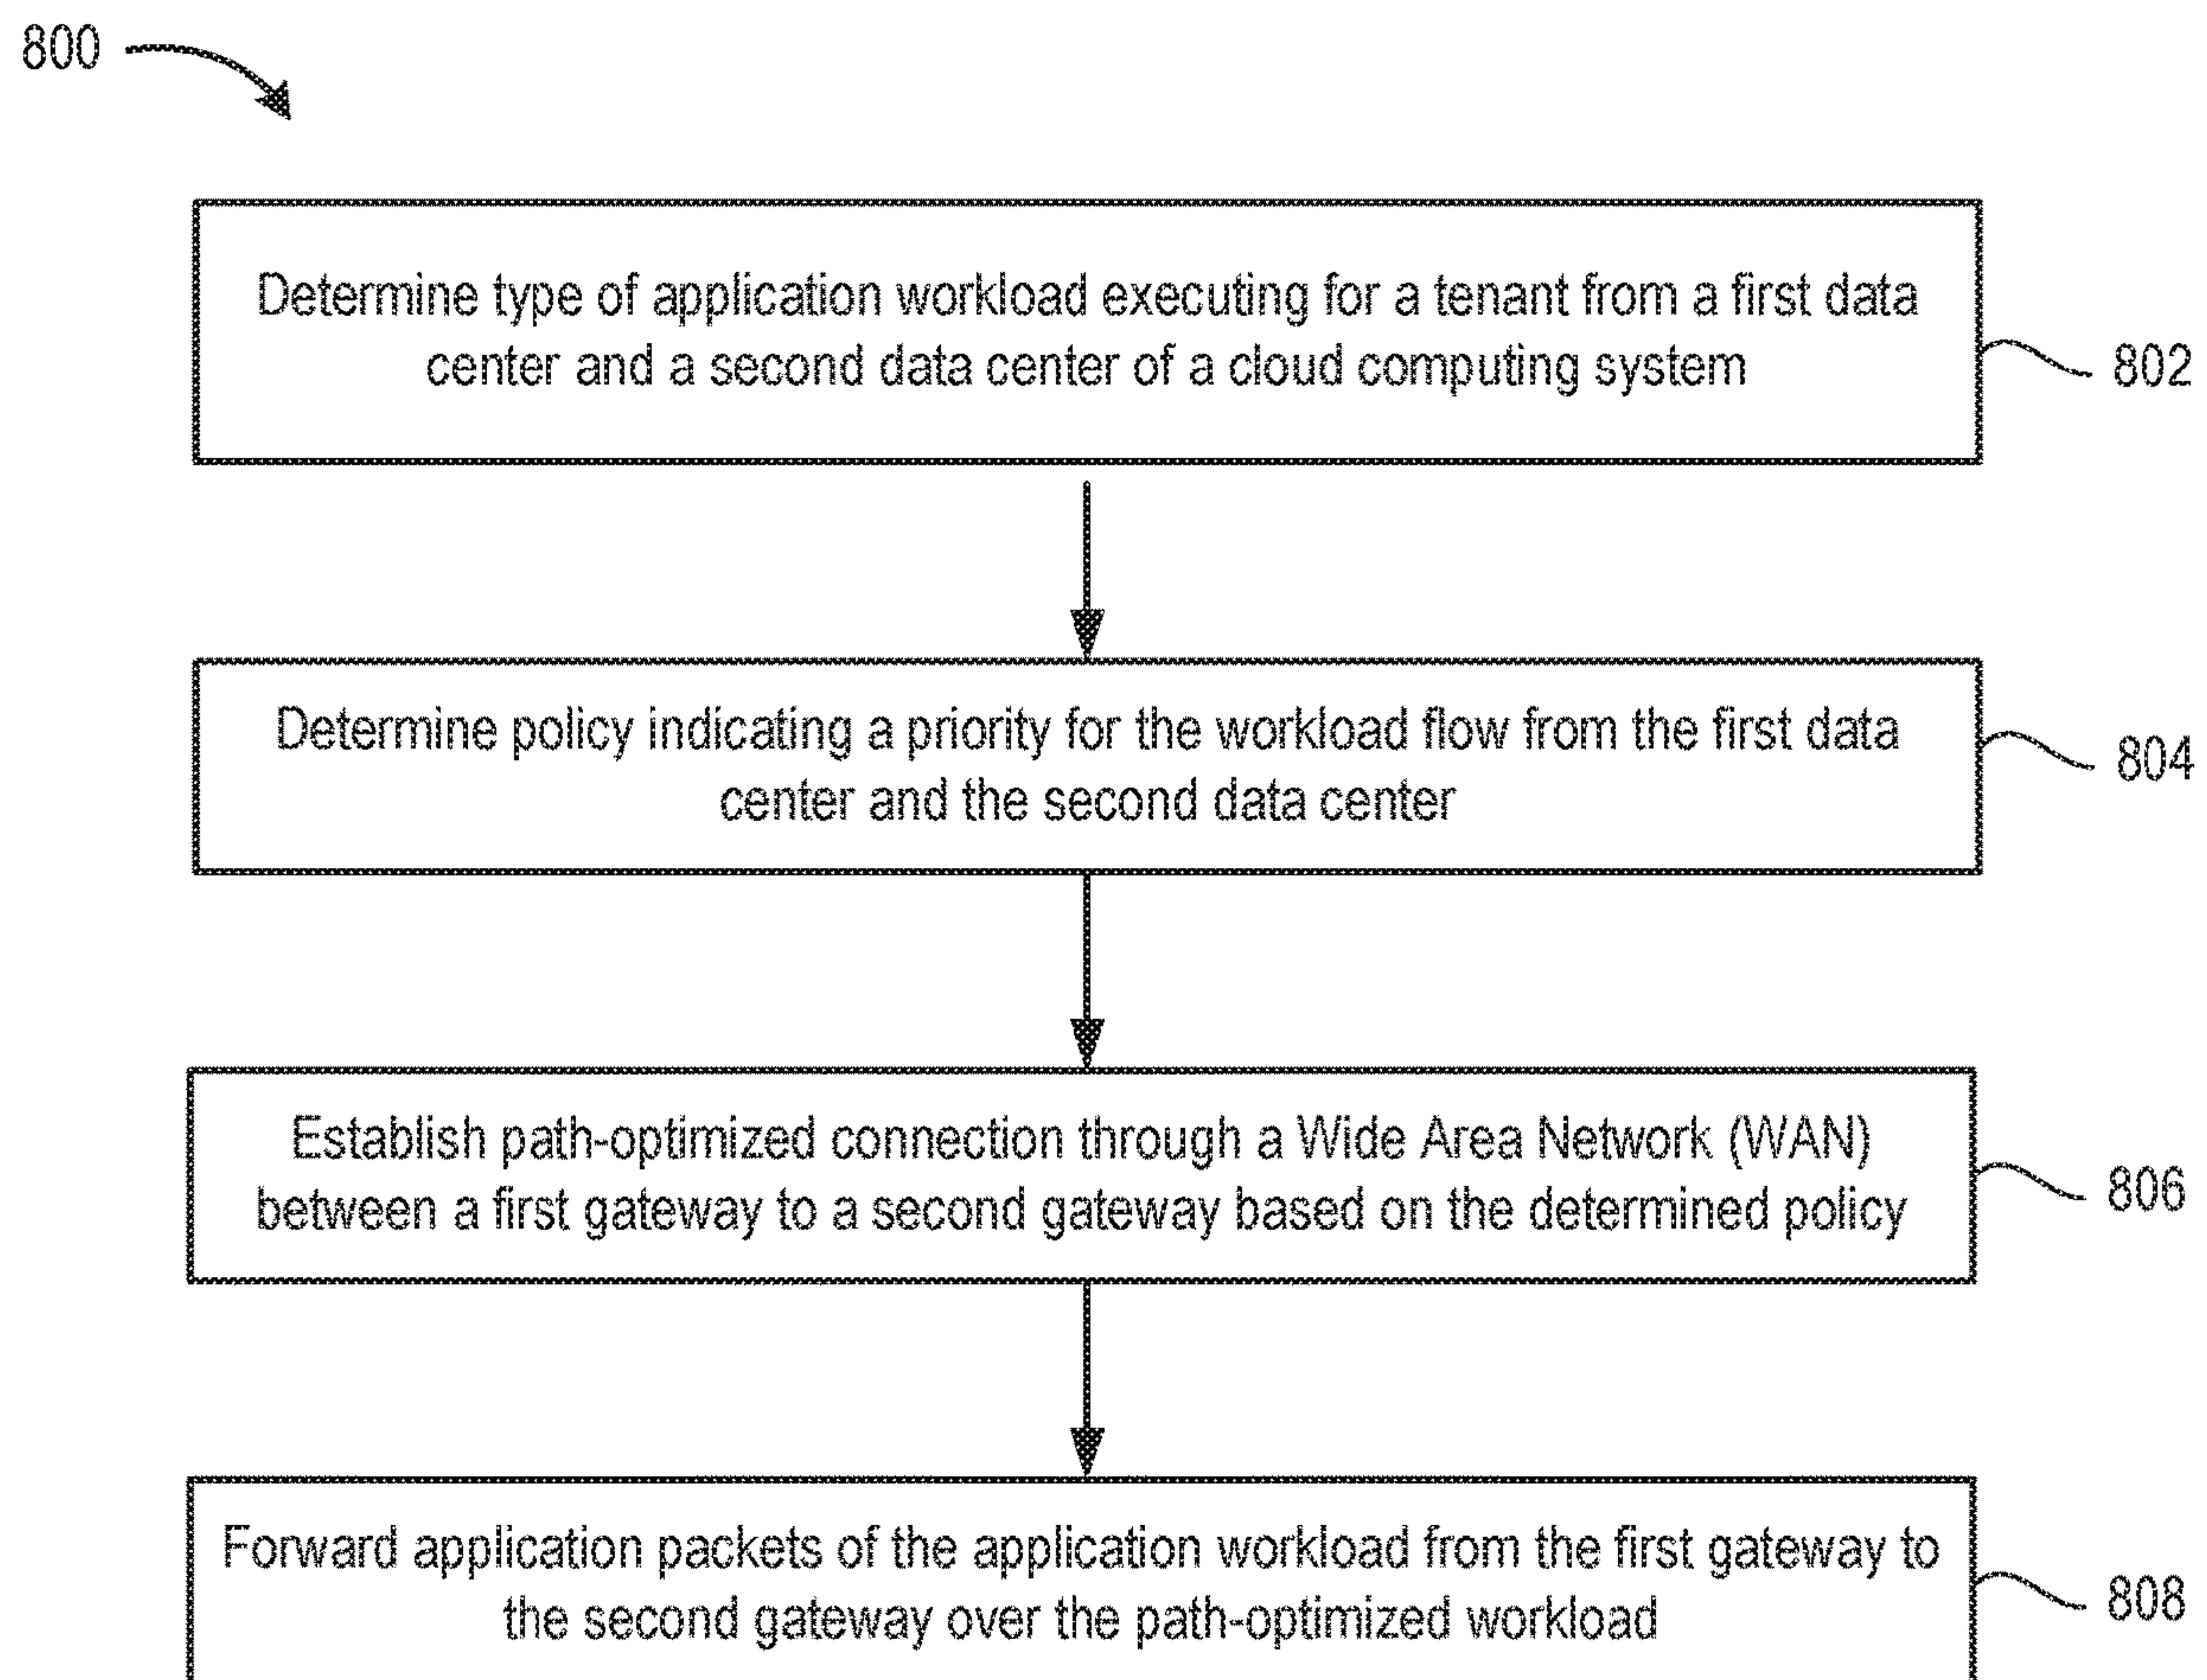 800
Determine type of application workload executing for a tenant from a first data
center and a second data center of a cloud computing system
802
Determine policy indicating a priority for the workload flow from the first data
center and the second data center
804
Establish path-optimized connection through a Wide Area Network (WAN)
between a first gateway to a second gateway based on the determined policy
806
Forward application packets of the application workload from the first gateway to
the second gateway over the path-optimized workload
808